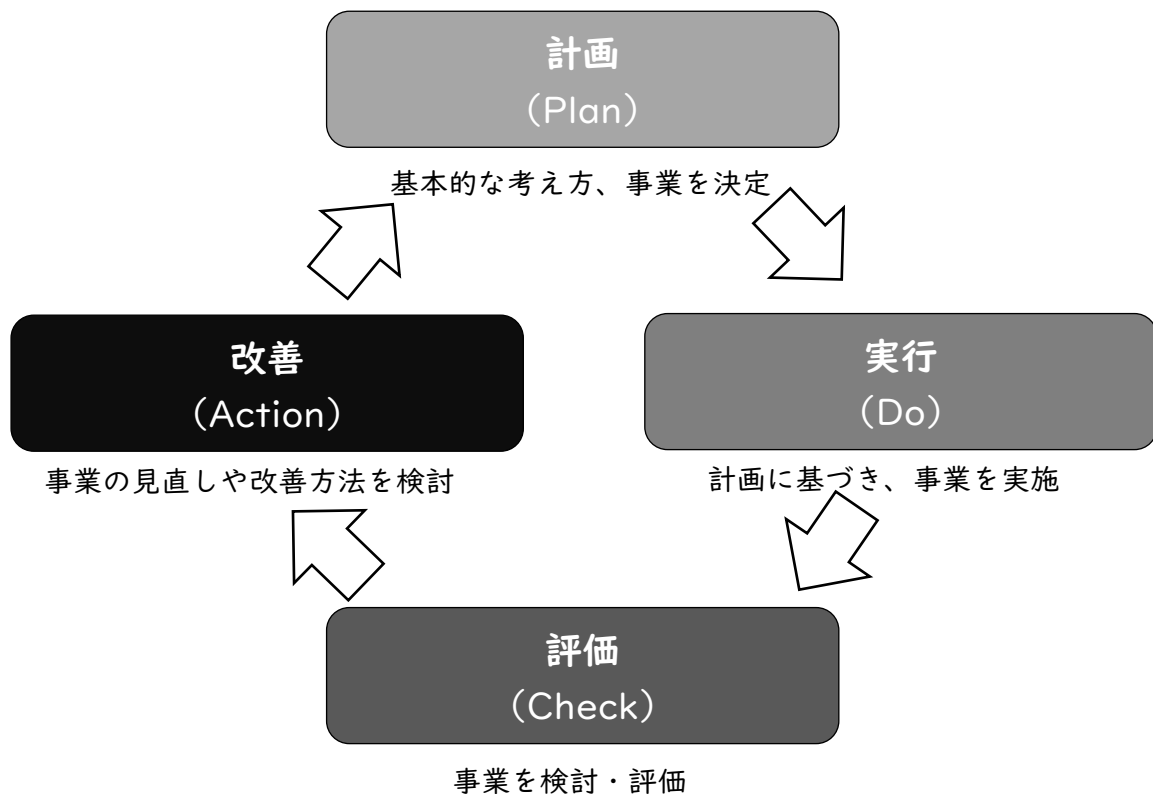 計画
（Plan）
基本的な考え方、事業を決定
改善
（Action）
事業の見直しや改善方法を検討
実行
（Do）
計画に基づき、事業を実施
評価
（Check）
事業を検討・評価